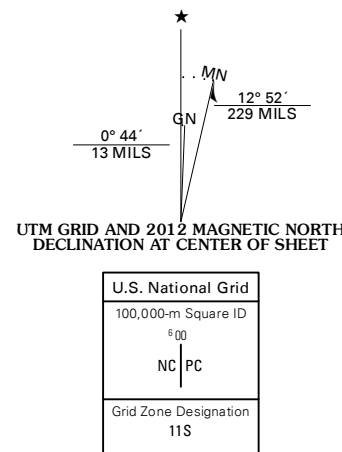 ★
MN
12° 52´
229 MILS
GN
0° 44´
13 MILS
UTM GRID AND 2012 MAGNETIC NORTH
DECLINATION AT CENTER OF SHEET
U.S. National Grid
100,000-m Square ID
⁶00
NC PC
Grid Zone Designation
11S